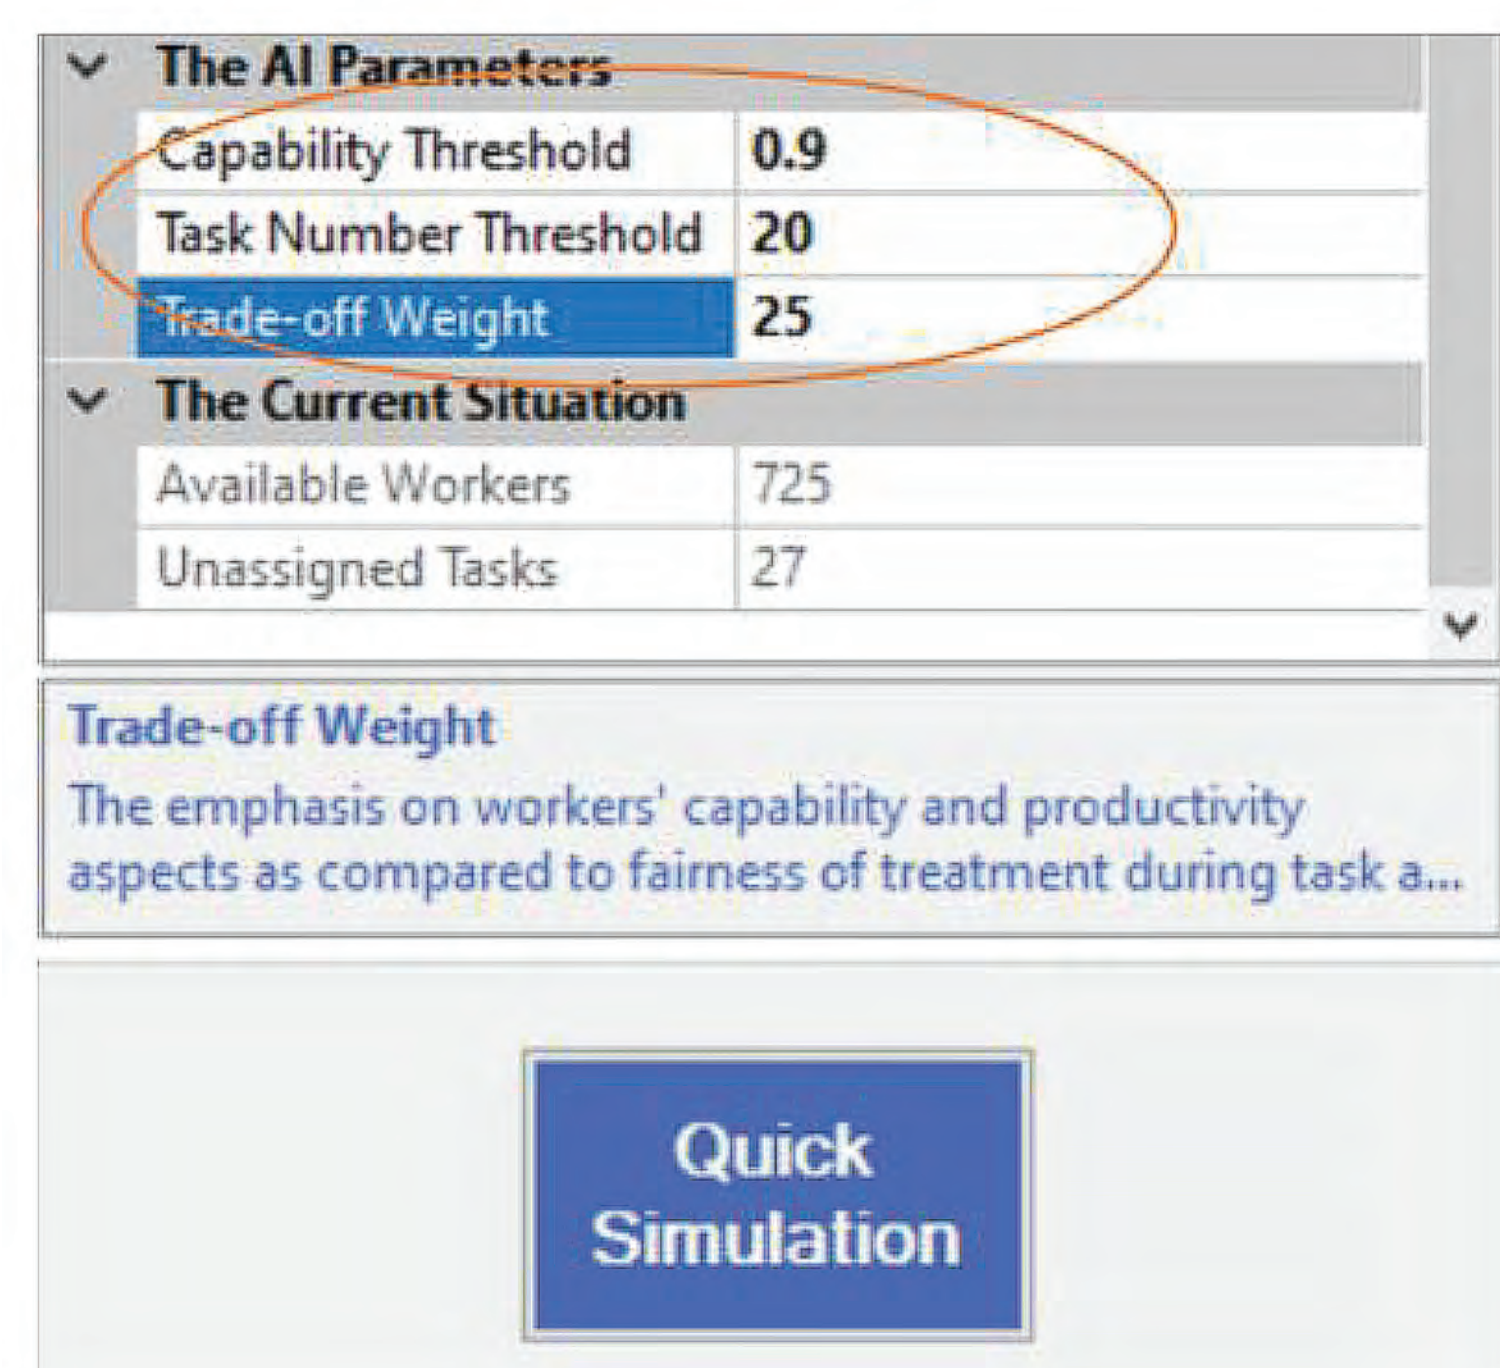 The AI Parameters
Capability Threshold 0.9
Task Number Threshold 20
Trade-off Weight 25
The Current Situation
Available Workers 725
Unassigned Tasks 27
Trade-off Weight
The emphasis on workers' capability and productivity
aspects as compared to fairness of treatment during task a...
Quick
Simulation